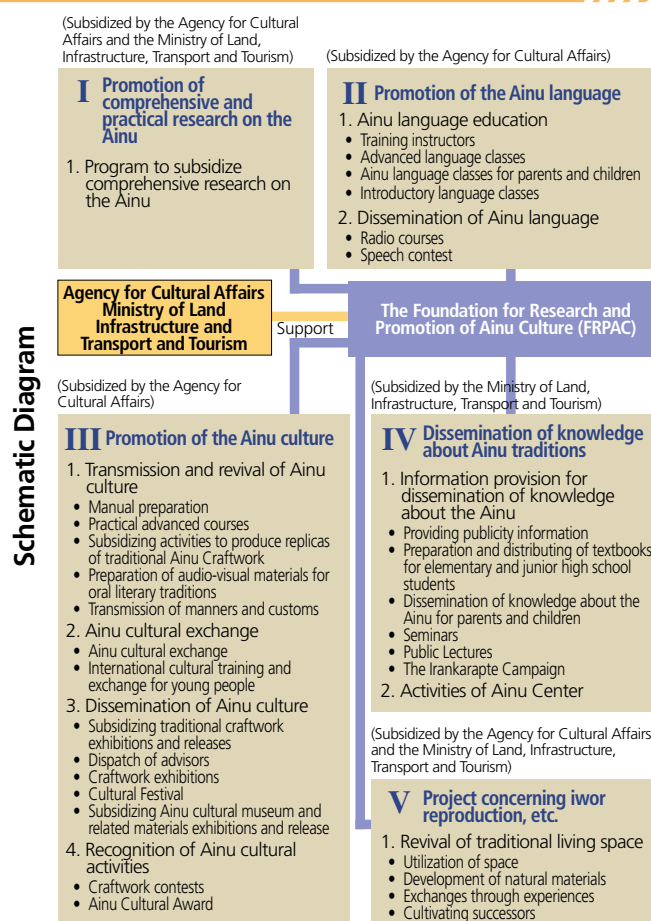 Schematic Diagram
(Subsidized by the Agency for Cultural
Affairs and the Ministry of Land,
Infrastructure, Transport and Tourism)
I Promotion of
comprehensive and
practical research on the
Ainu
1. Program to subsidize
comprehensive research on
the Ainu
(Subsidized by the Agency for Cultural Affairs)
II Promotion of the Ainu language
1. Ainu language education
• Training instructors
• Advanced language classes
• Ainu language classes for parents and children
• Introductory language classes
2. Dissemination of Ainu language
• Radio courses
• Speech contest
Agency for Cultural Affairs
Ministry of Land
Infrastructure and
Transport and Tourism
Support
The Foundation for Research and
Promotion of Ainu Culture (FRPAC)
(Subsidized by the Agency for
Cultural Affairs)
III Promotion of the Ainu culture
1. Transmission and revival of Ainu
culture
• Manual preparation
• Practical advanced courses
• Subsidizing activities to produce replicas
of traditional Ainu Craftwork
• Preparation of audio-visual materials for
oral literary traditions
• Transmission of manners and customs
2. Ainu cultural exchange
• Ainu cultural exchange
• International cultural training and
exchange for young people
3. Dissemination of Ainu culture
• Subsidizing traditional craftwork
exhibitions and releases
• Dispatch of advisors
• Craftwork exhibitions
• Cultural Festival
• Subsidizing Ainu cultural museum and
related materials exhibitions and release
4. Recognition of Ainu cultural
activities
• Craftwork contests
• Ainu Cultural Award
(Subsidized by the Ministry of Land,
Infrastructure, Transport and Tourism)
IV Dissemination of knowledge
about Ainu traditions
1. Information provision for
dissemination of knowledge
about the Ainu
• Providing publicity information
• Preparation and distributing of textbooks
for elementary and junior high school
students
• Dissemination of knowledge about the
Ainu for parents and children
• Seminars
• Public Lectures
• The Irankarapte Campaign
2. Activities of Ainu Center
(Subsidized by the Agency for Cultural Affairs
and the Ministry of Land, Infrastructure,
Transport and Tourism)
V Project concerning iwor
reproduction, etc.
1. Revival of traditional living space
• Utilization of space
• Development of natural materials
• Exchanges through experiences
• Cultivating successors